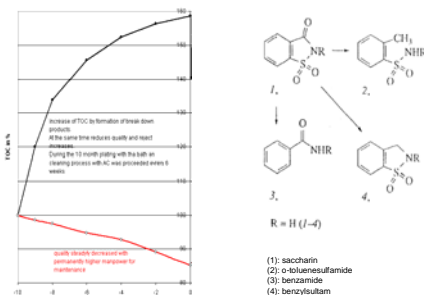 160
150
140
130
120
110
100
90
80
TOC as %
Increase of TOC by formation of break down
products.
At the same time reduces quality and react
increases.
During the 10 month plating with the bath an
cleaning process with AC was proceeded every 6
weeks.
quality steadily decreased with
permanently higher manpower for
maintenance
-10
-8
-6
-4
-2
0
O
NR
S
O
O
1.
CH3
NHR
S
O
O
2.
O
NHR
3.
NR
S
O
O
4.
R = H (1-4)
(1): saccharin
(2): o-toluenesulfamide
(3): benzamide
(4): benzylsultam